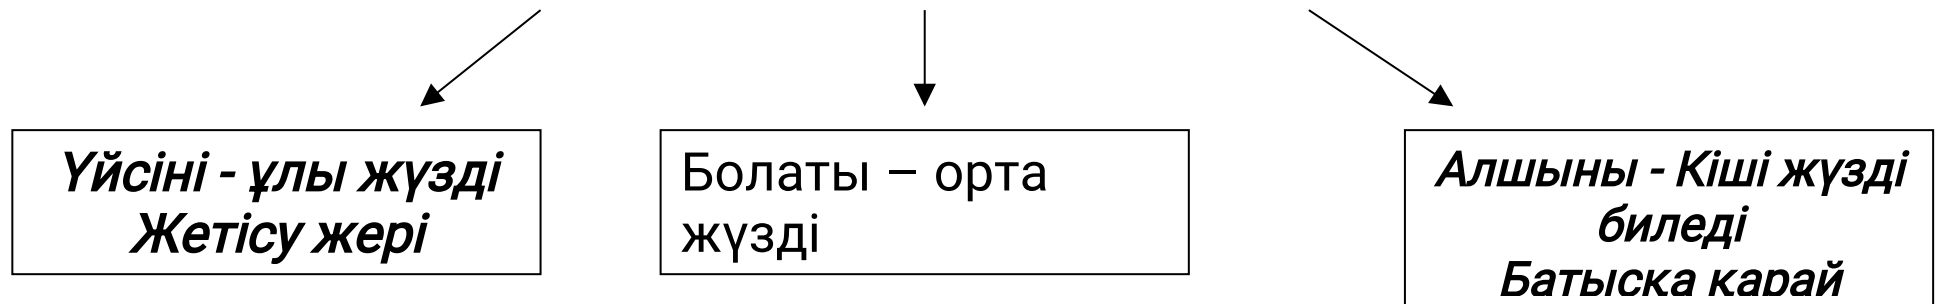 Үйсіні - ұлы жүзді
Жетісу жері
Болаты – орта
жүзді
Алшыны - Кіші жүзді
биледі
Батысқа қарай